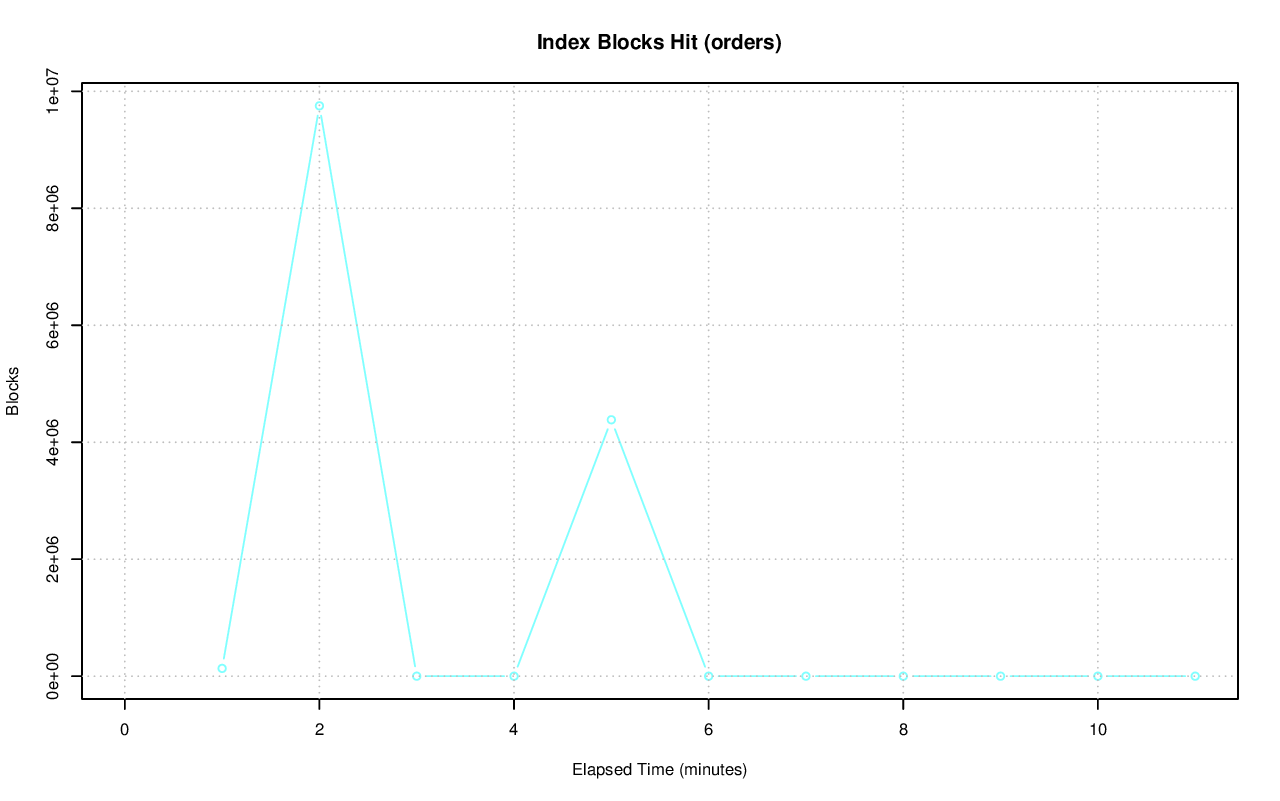 Index Blocks Hit (orders)
1e+07
8e+06
6e+06
4e+06
2e+06
0e+00
Blocks
0 2 4 6 8 10
Elapsed Time (minutes)